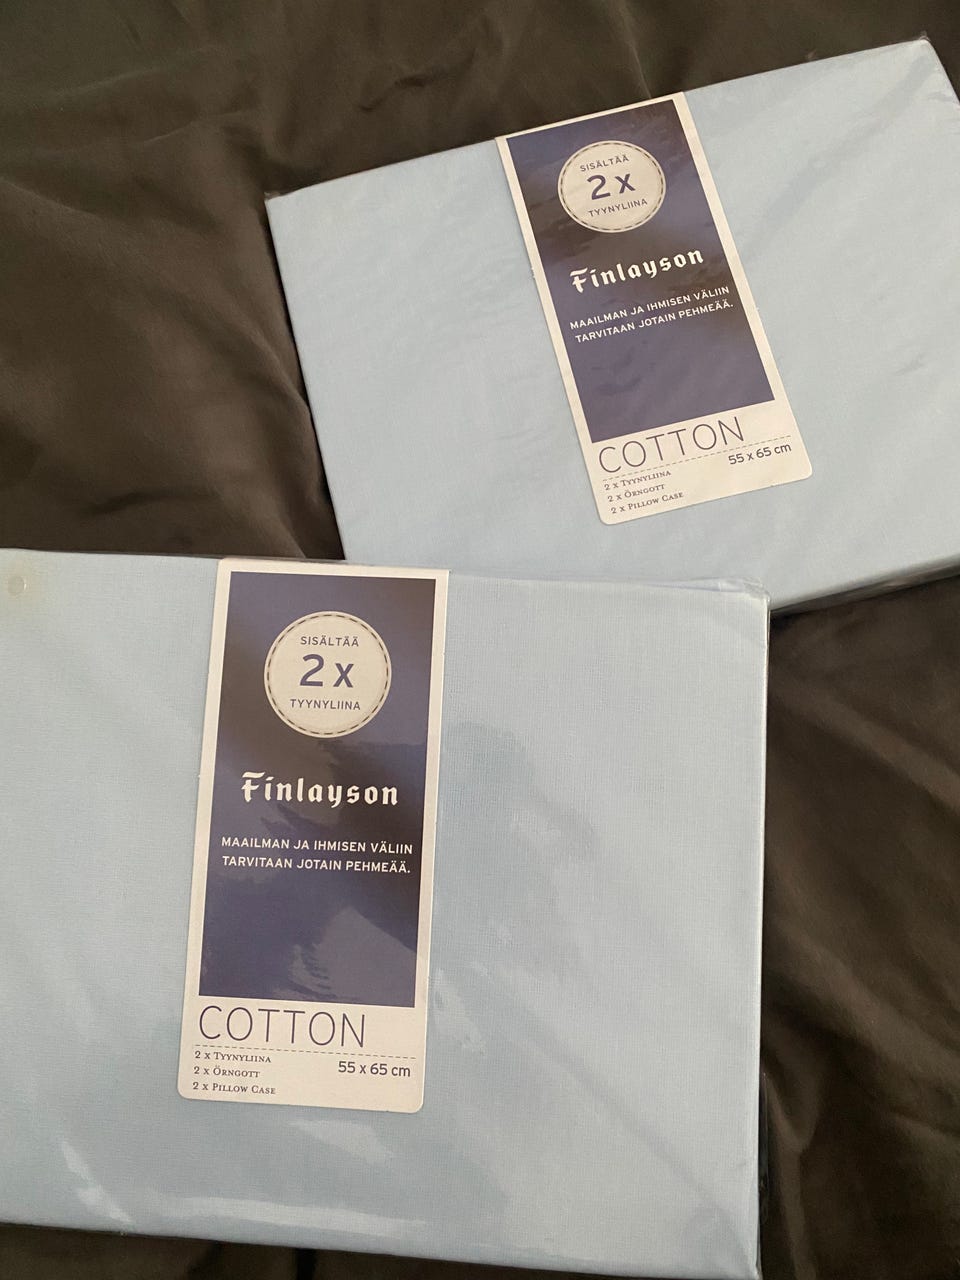 SISÄLTÄÄ
2 x
TYYNYLIINA
Finlayson
MAAILMAN JA IHMISEN VÄLIIN
TARVITAAN JOTAIN PEHMEÄÄ.
COTTON
55 x 65 cm
2 x Tyynyliina
2 x Örngott
2 x Pillow Case
SISÄLTÄÄ
2 x
TYYNYLIINA
Finlayson
MAAILMAN JA IHMISEN VÄLIIN
TARVITAAN JOTAIN PEHMEÄÄ.
COTTON
55 x 65 cm
2 x Tyynyliina
2 x Örngott
2 x Pillow Case